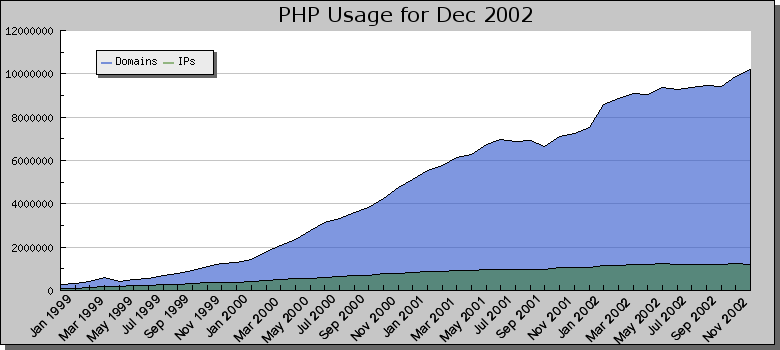 PHP Usage for Dec 2002
12000000
Domains IPs
10000000
8000000
6000000
4000000
2000000
0
Jan 1999 Mar 1999 May 1999 Jul 1999 Sep 1999 Nov 1999 Jan 2000 Mar 2000 May 2000 Jul 2000 Sep 2000 Nov 2000 Jan 2001 Mar 2001 May 2001 Jul 2001 Sep 2001 Nov 2001 Jan 2002 Mar 2002 May 2002 Jul 2002 Sep 2002 Nov 2002